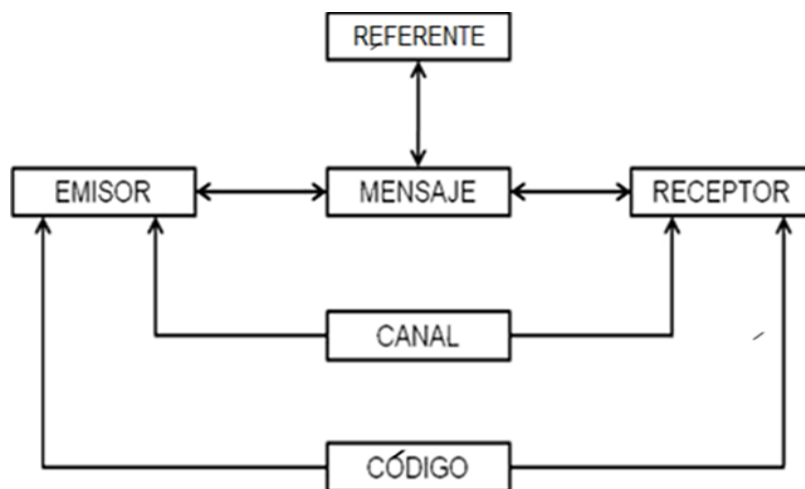 REFERENTE
EMISOR
MENSAJE
RECEPTOR
CANAL
CÓDIGO